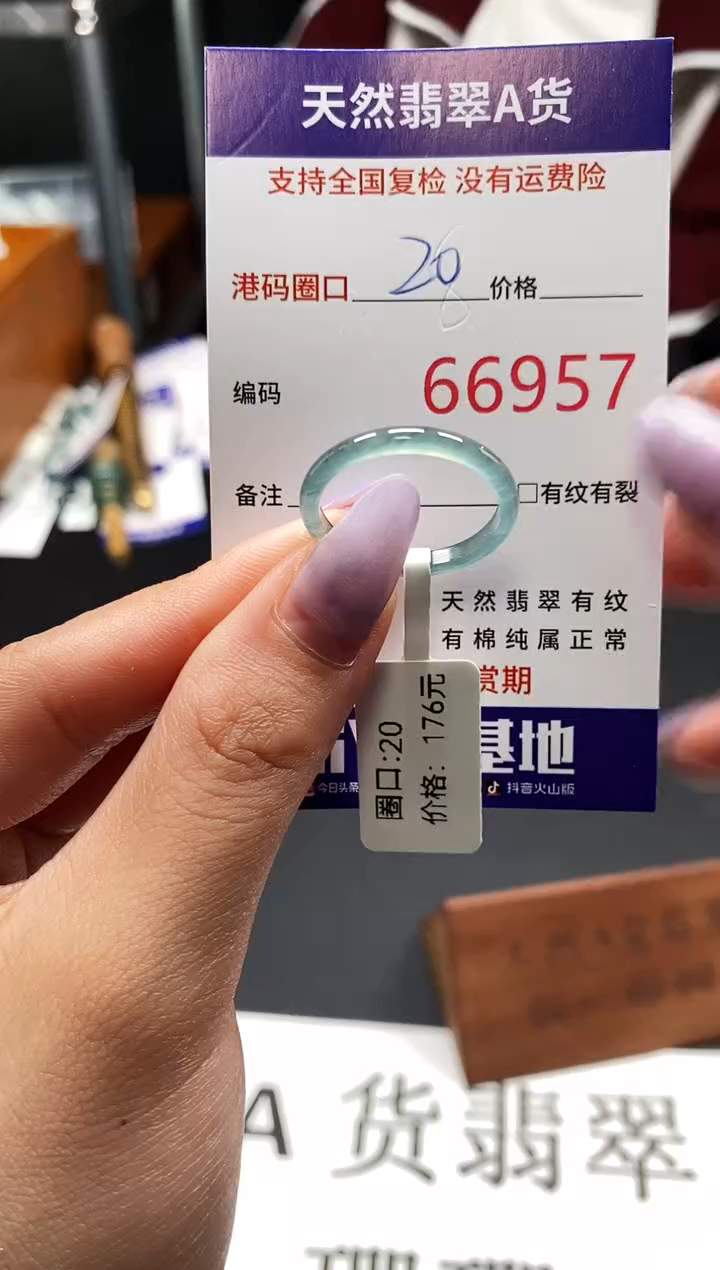 天然翡翠A货
支持全国复检 没有运费险
港码圈口 20 价格
编码 66957
备注 □有纹有裂
天然翡翠有纹
有棉纯属正常
赏期
基地
今日头条 抖音火山版
圈口:20
价格: 176元
A货翡翠